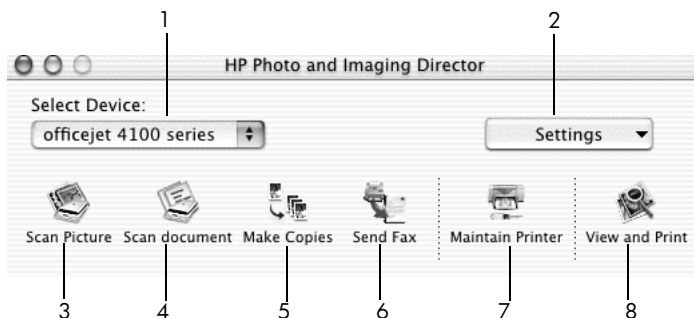 1 2
HP Photo and Imaging Director
Select Device:
officejet 4100 series Settings
Scan Picture Scan document Make Copies Send Fax Maintain Printer View and Print
3 4 5 6 7 8